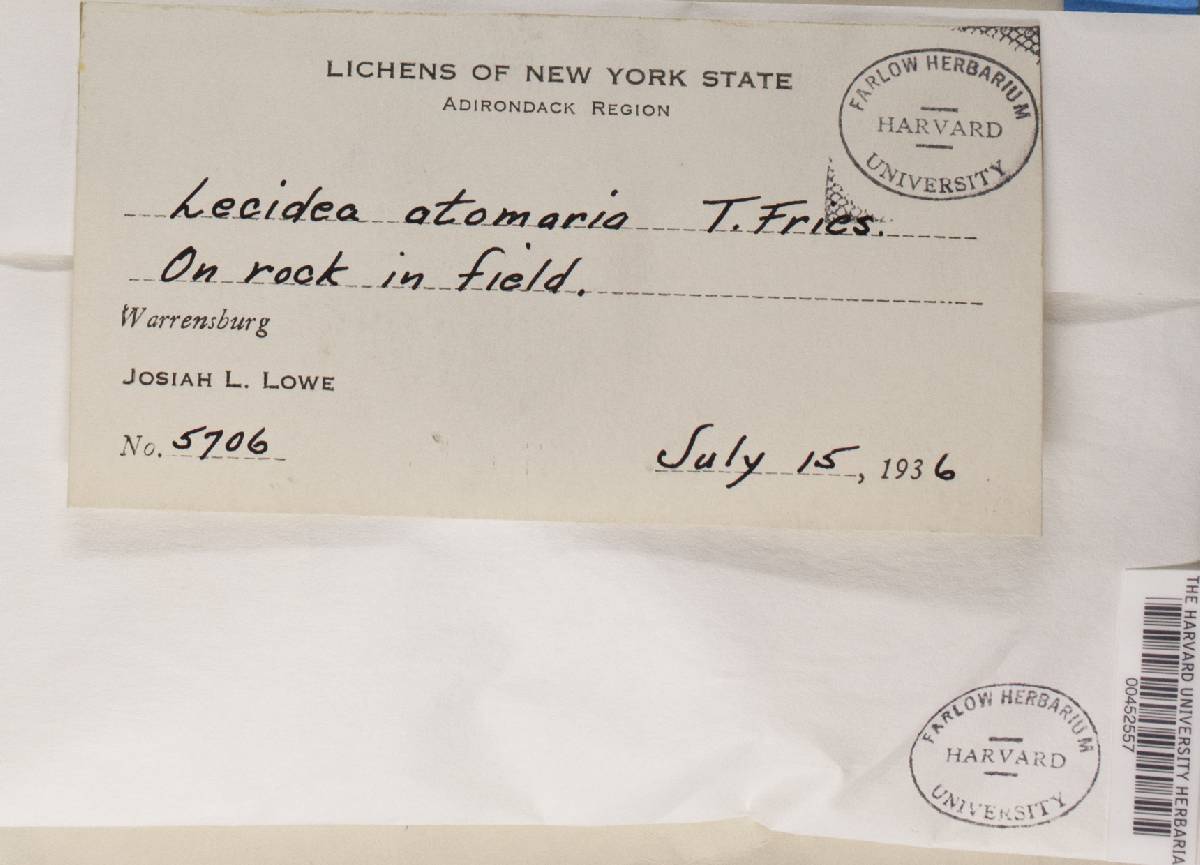 LICHENS OF NEW YORK STATE
ADIRONDACK REGION
FARLOW HERBARIUM
HARVARD
UNIVERSITY
Lecidea atomaria T. Fries.
On rock in field.
Warrensburg
JOSIAH L. LOWE
No. 5706
July 15, 1936
THE HARVARD UNIVERSITY HERBARIA
00452557
FARLOW HERBARIUM
HARVARD
UNIVERSITY